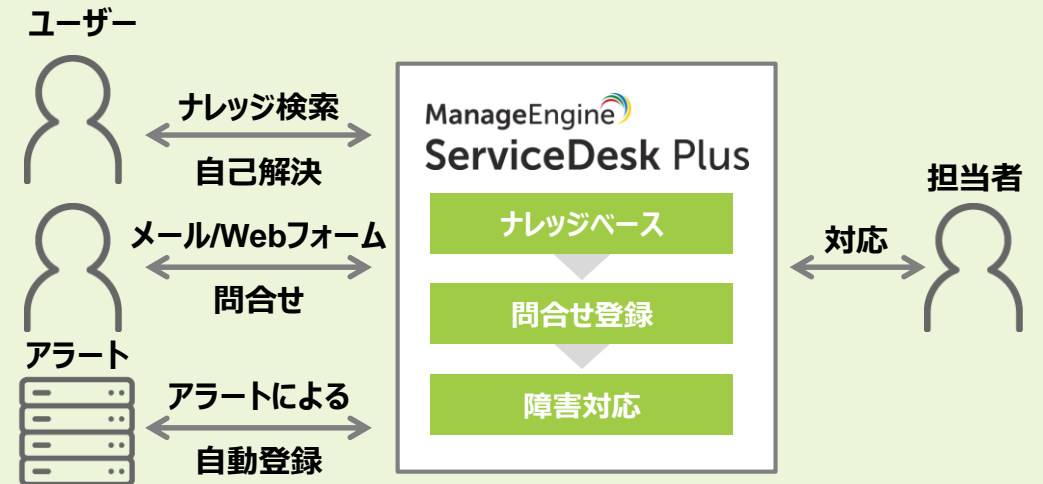 ユーザー
ナレッジ検索
自己解決
メール/Webフォーム
問合せ
アラート
アラートによる
自動登録
ManageEngine
ServiceDesk Plus
ナレッジベース
問合せ登録
障害対応
担当者
対応